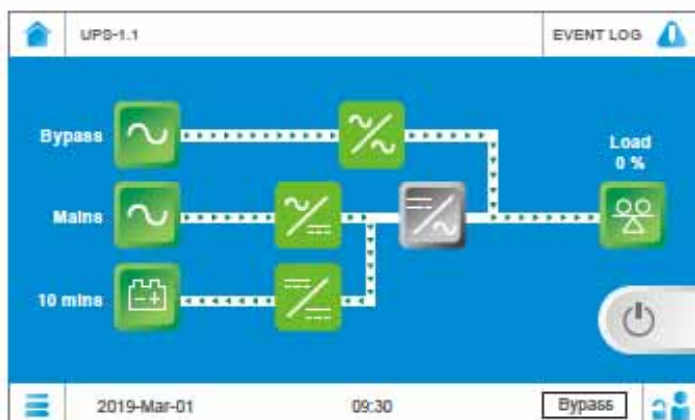 UPS-1.1
EVENT LOG
Bypass
Load
0 %
Mains
10 mins
2019-Mar-01
09:30
Bypass